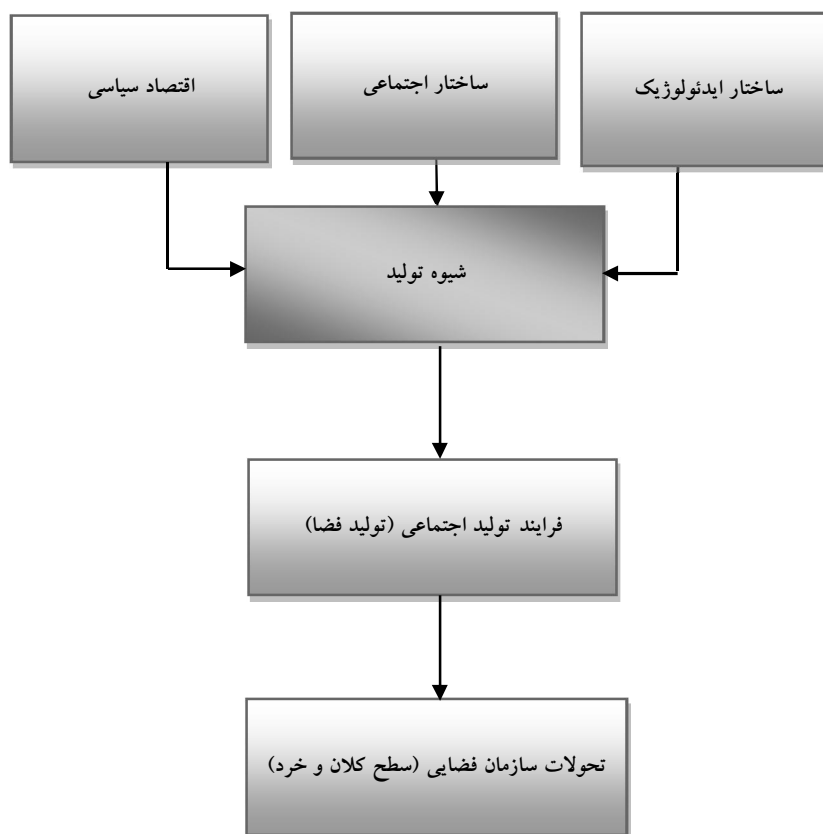 ساختار ایدئولوژیک
ساختار اجتماعی
اقتصاد سیاسی
شیوه تولید
فرایند تولید اجتماعی (تولید فضا)
تحولات سازمان فضایی (سطح کلان و خرد)